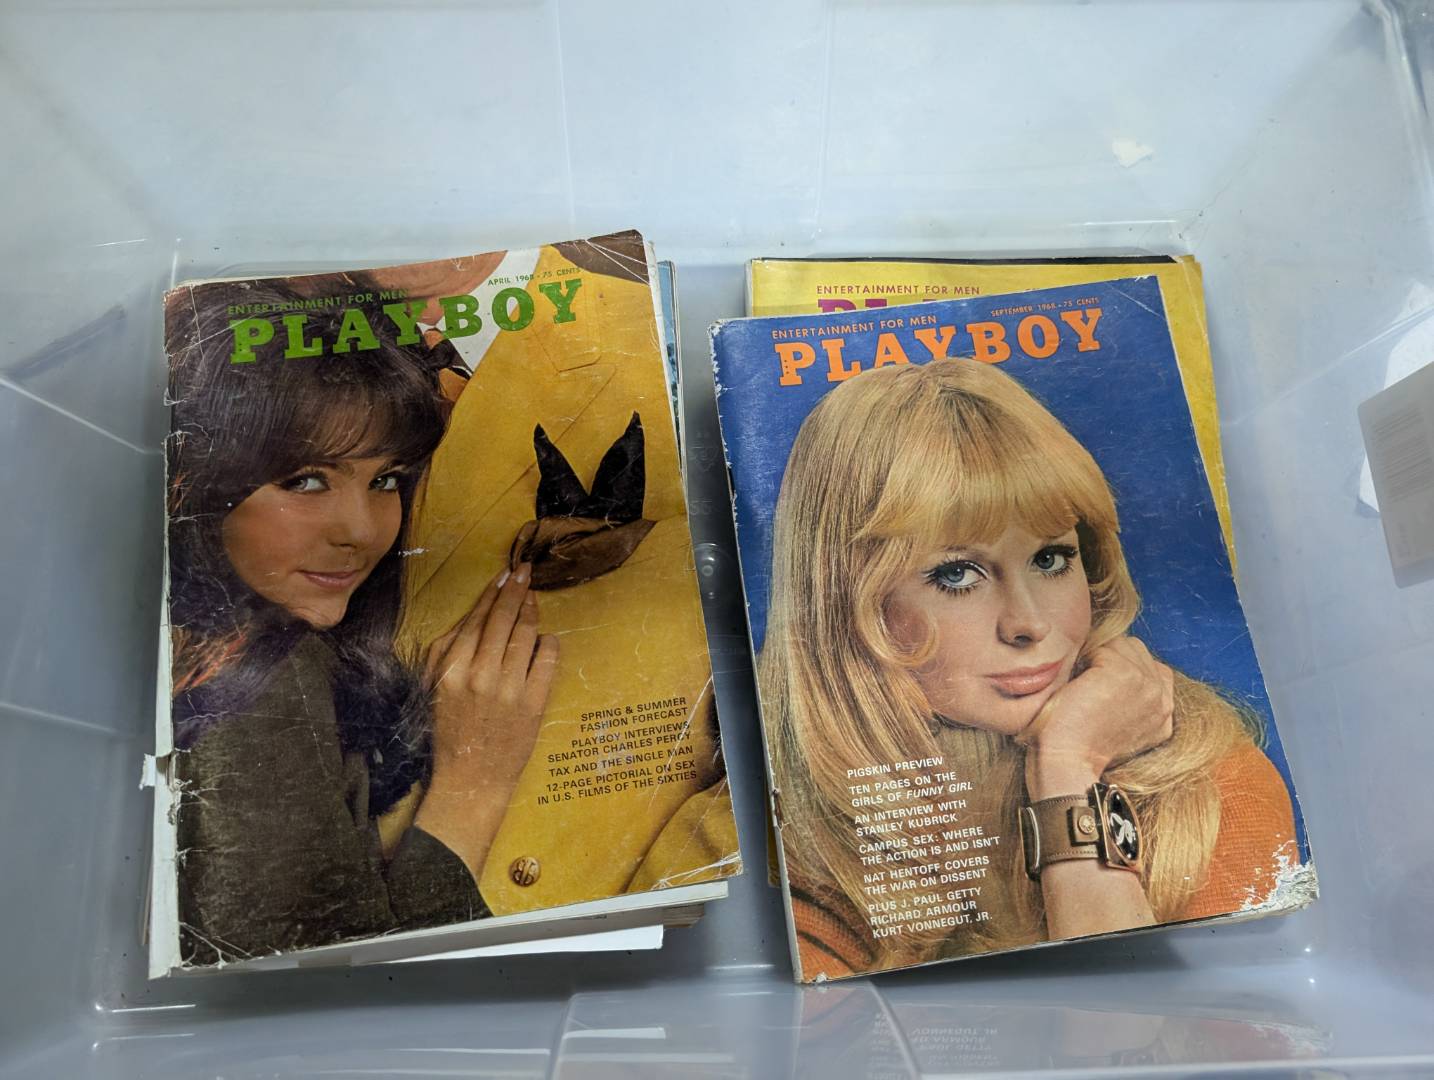 ENTERTAINMENT FOR MEN
APRIL 1968 • 75 CENTS
PLAYBOY
SPRING & SUMMER
FASHION FORECAST
PLAYBOY INTERVIEWS
SENATOR CHARLES PERCY
TAX AND THE SINGLE MAN
12-PAGE PICTORIAL ON SEX
IN U.S. FILMS OF THE SIXTIES
ENTERTAINMENT FOR MEN
ENTERTAINMENT FOR MEN
SEPTEMBER 1968 • 75 CENTS
PLAYBOY
PIGSKIN PREVIEW
TEN PAGES ON THE
GIRLS OF FUNNY GIRL
AN INTERVIEW WITH
STANLEY KUBRICK
CAMPUS SEX: WHERE
THE ACTION IS AND ISN'T
NAT HENTOFF COVERS
THE WAR ON DISSENT
PLUS J. PAUL GETTY
RICHARD ARMOUR
KURT VONNEGUT, JR.